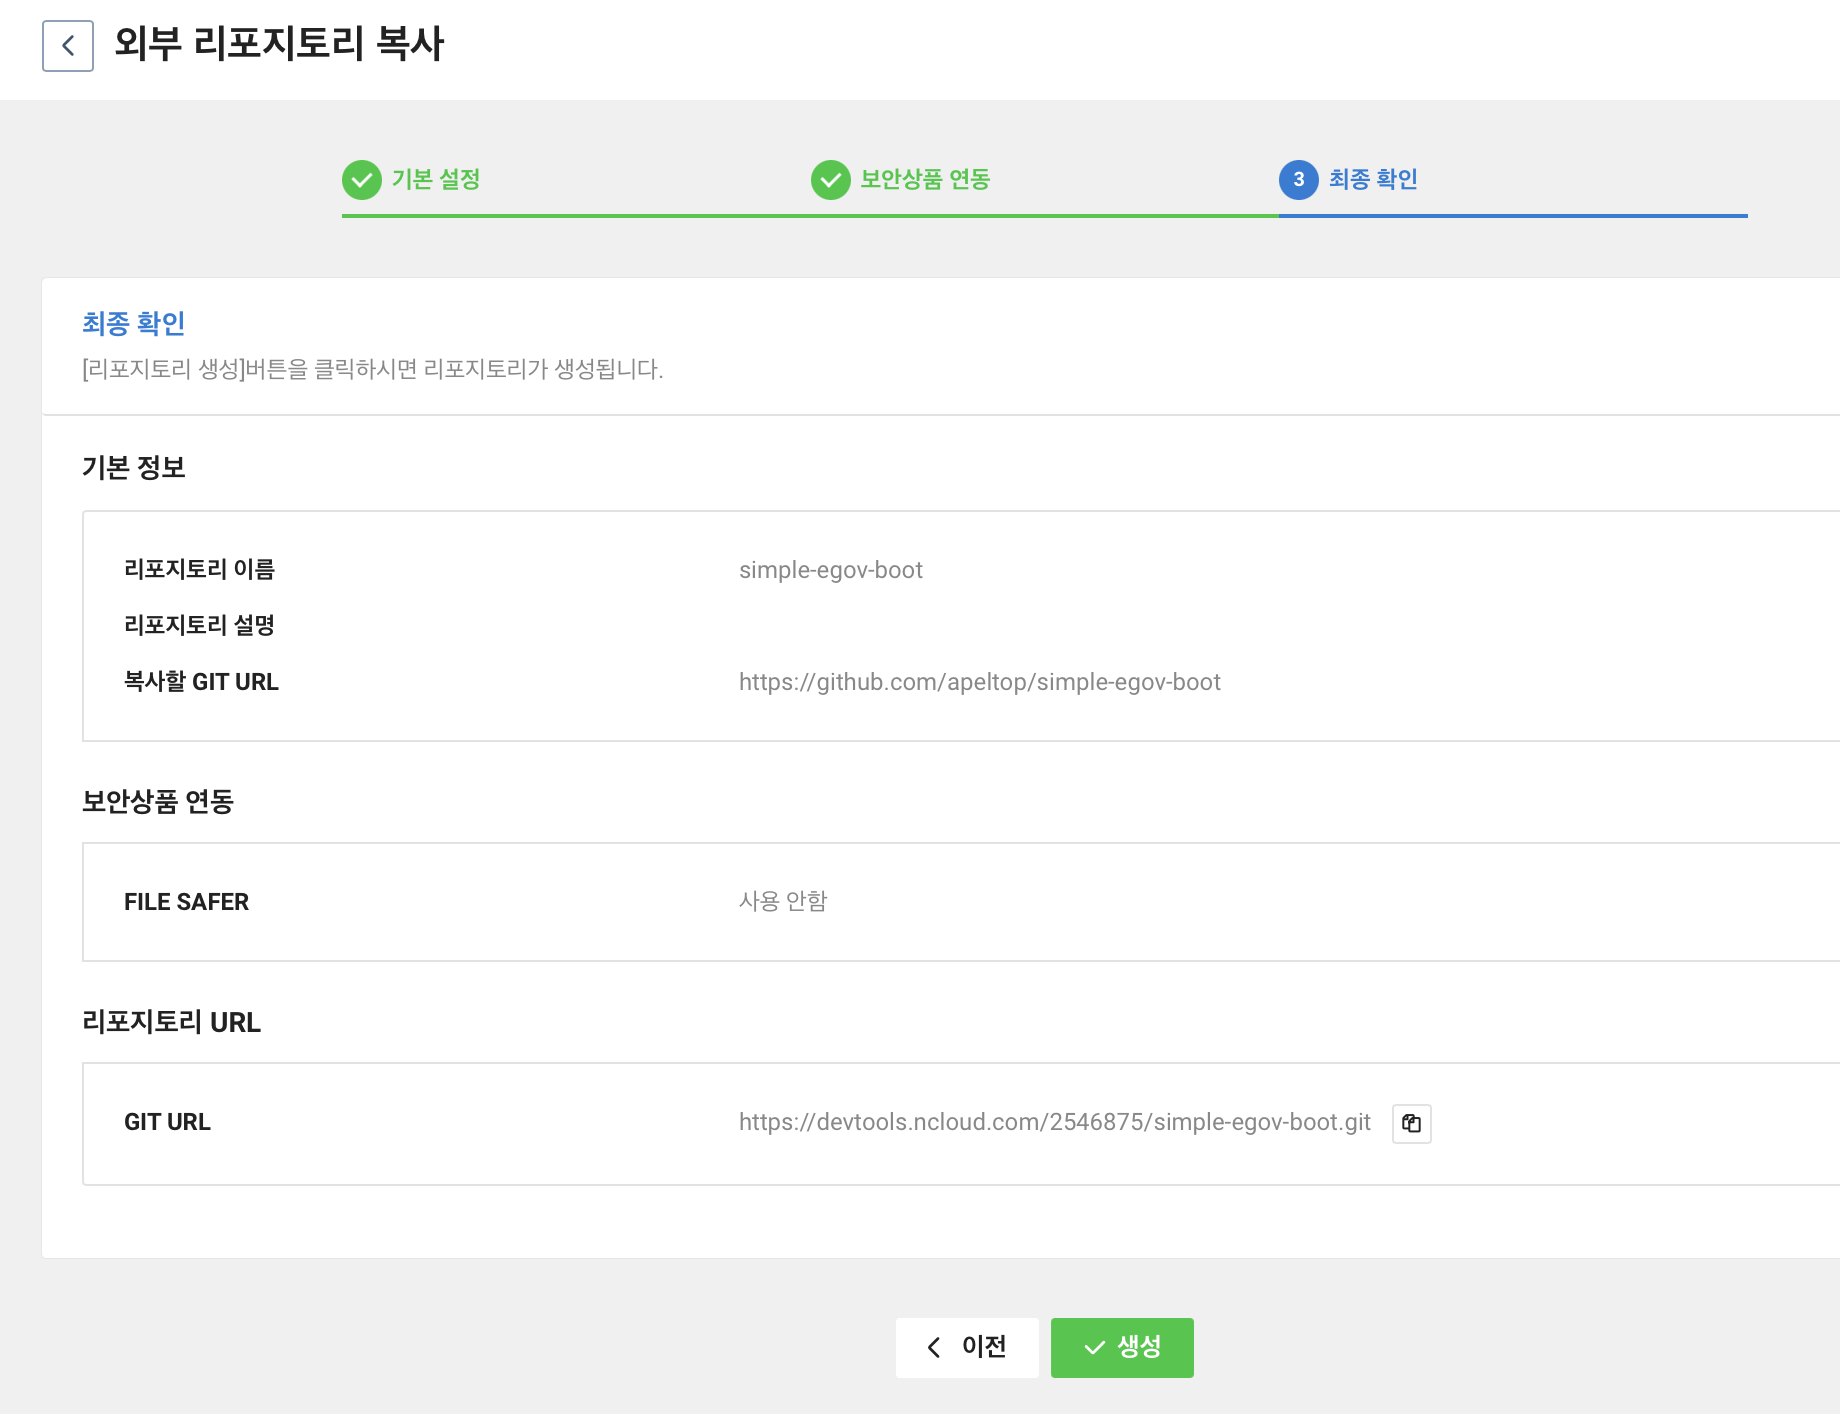 외부 리포지토리 복사
기본 설정
보안상품 연동
3 최종 확인
최종 확인
[리포지토리 생성]버튼을 클릭하시면 리포지토리가 생성됩니다.
기본 정보
리포지토리 이름 simple-egov-boot
리포지토리 설명
복사할 GIT URL https://github.com/apeltop/simple-egov-boot
보안상품 연동
FILE SAFER 사용 안함
리포지토리 URL
GIT URL https://devtools.ncloud.com/2546875/simple-egov-boot.git
이전
생성